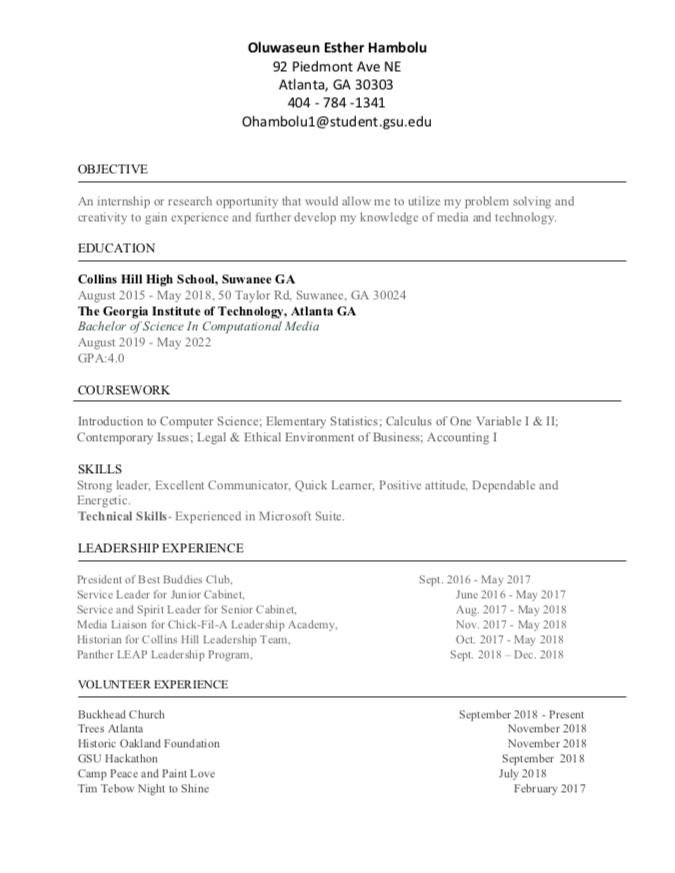 Oluwaseun Esther Hambolu
92 Piedmont Ave NE
Atlanta, GA 30303
404 - 784 -1341
Ohambolu1@student.gsu.edu
OBJECTIVE
An internship or research opportunity that would allow me to utilize my problem solving and
creativity to gain experience and further develop my knowledge of media and technology.
EDUCATION
Collins Hill High School, Suwanee GA
August 2015 - May 2018, 50 Taylor Rd, Suwanee, GA 30024
The Georgia Institute of Technology, Atlanta GA
Bachelor of Science In Computational Media
August 2019 - May 2022
GPA:4.0
COURSEWORK
Introduction to Computer Science; Elementary Statistics; Calculus of One Variable I & II;
Contemporary Issues; Legal & Ethical Environment of Business; Accounting I
SKILLS
Strong leader, Excellent Communicator, Quick Learner, Positive attitude, Dependable and
Energetic.
Technical Skills- Experienced in Microsoft Suite.
LEADERSHIP EXPERIENCE
President of Best Buddies Club, Sept. 2016 - May 2017
Service Leader for Junior Cabinet, June 2016 - May 2017
Service and Spirit Leader for Senior Cabinet, Aug. 2017 - May 2018
Media Liaison for Chick-Fil-A Leadership Academy, Nov. 2017 - May 2018
Historian for Collins Hill Leadership Team, Oct. 2017 - May 2018
Panther LEAP Leadership Program, Sept. 2018 – Dec. 2018
VOLUNTEER EXPERIENCE
Buckhead Church September 2018 - Present
Trees Atlanta November 2018
Historic Oakland Foundation November 2018
GSU Hackathon September 2018
Camp Peace and Paint Love July 2018
Tim Tebow Night to Shine February 2017